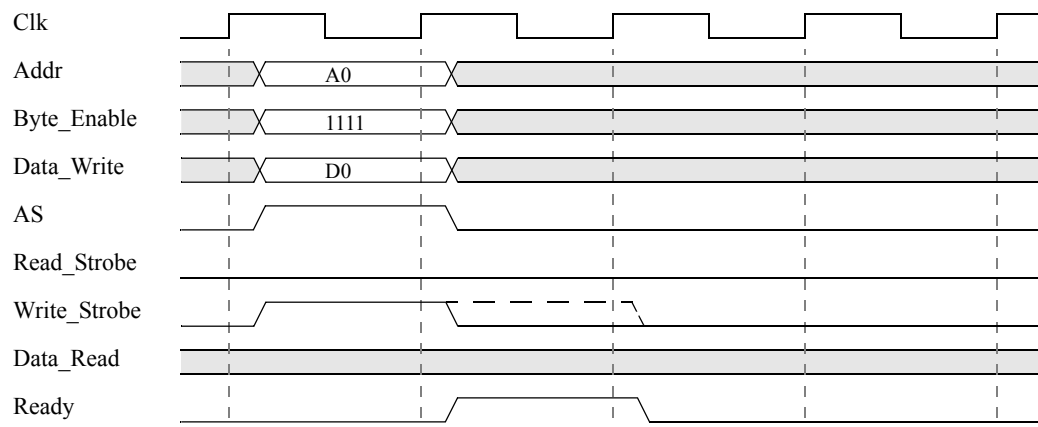 Clk
Addr A0
Byte_Enable 1111
Data_Write D0
AS
Read_Strobe
Write_Strobe
Data_Read
Ready